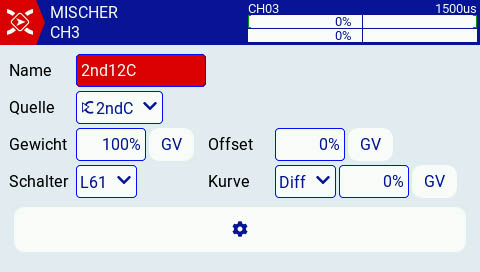 MISCHER
CH3
CH03 1500us
0%
0%
Name 2nd12C
Quelle 2ndC
Gewicht 100% GV Offset 0% GV
Schalter L61 Kurve Diff 0% GV